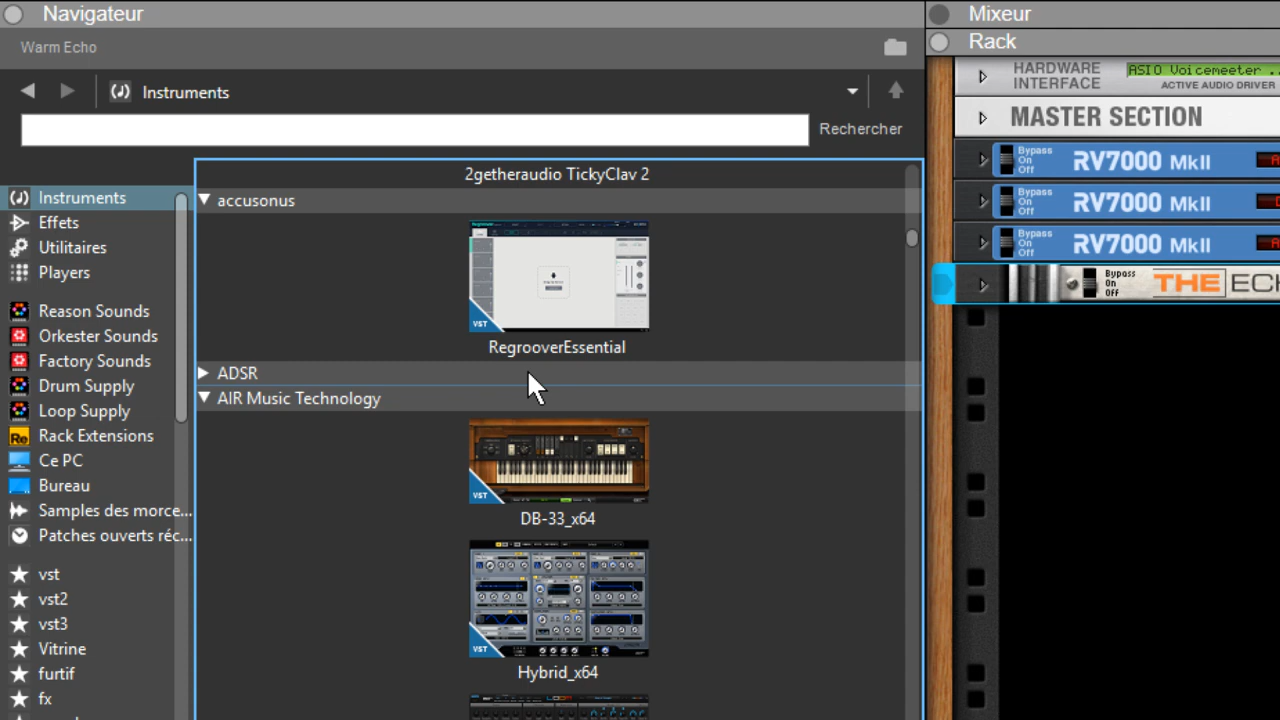 Navigateur
Warm Echo
Instruments
Rechercher
Instruments
Effets
Utilitaires
Players
Reason Sounds
Orkester Sounds
Factory Sounds
Drum Supply
Loop Supply
Rack Extensions
Ce PC
Bureau
Samples des morce...
Patches ouverts réc...
vst
vst2
vst3
Vitrine
furtif
fx
2getheraudio TickyClav 2
accusonus
VST
RegrooverEssential
ADSR
AIR Music Technology
VST
DB-33_x64
VST
Hybrid_x64
Mixeur
Rack
HARDWARE
INTERFACE
ASIO Voicemeeter ..
ACTIVE AUDIO DRIVER
MASTER SECTION
Bypass
On
Off
RV7000 MkII
Bypass
On
Off
RV7000 MkII
Bypass
On
Off
RV7000 MkII
Bypass
On
Off
THE ECH